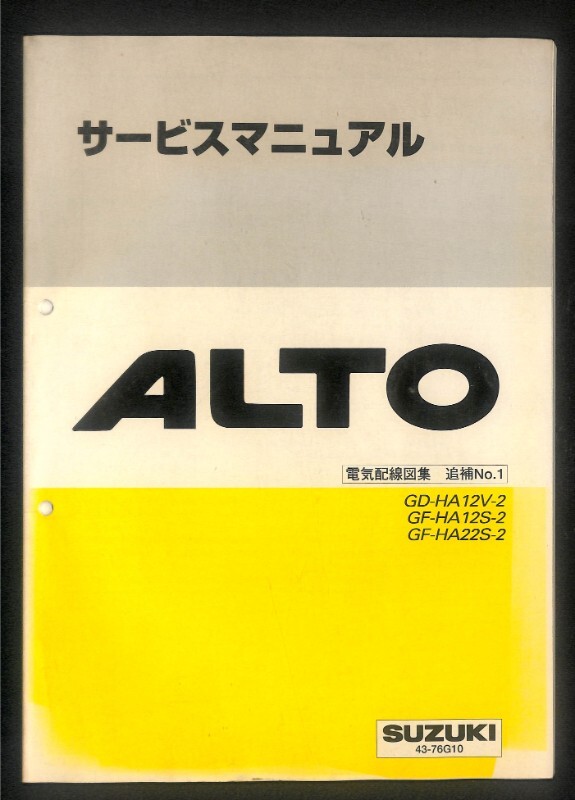 サービスマニュアル
ALTO
電気配線図集 追補No.1
GD-HA12V-2
GF-HA12S-2
GF-HA22S-2
SUZUKI
43-76G10